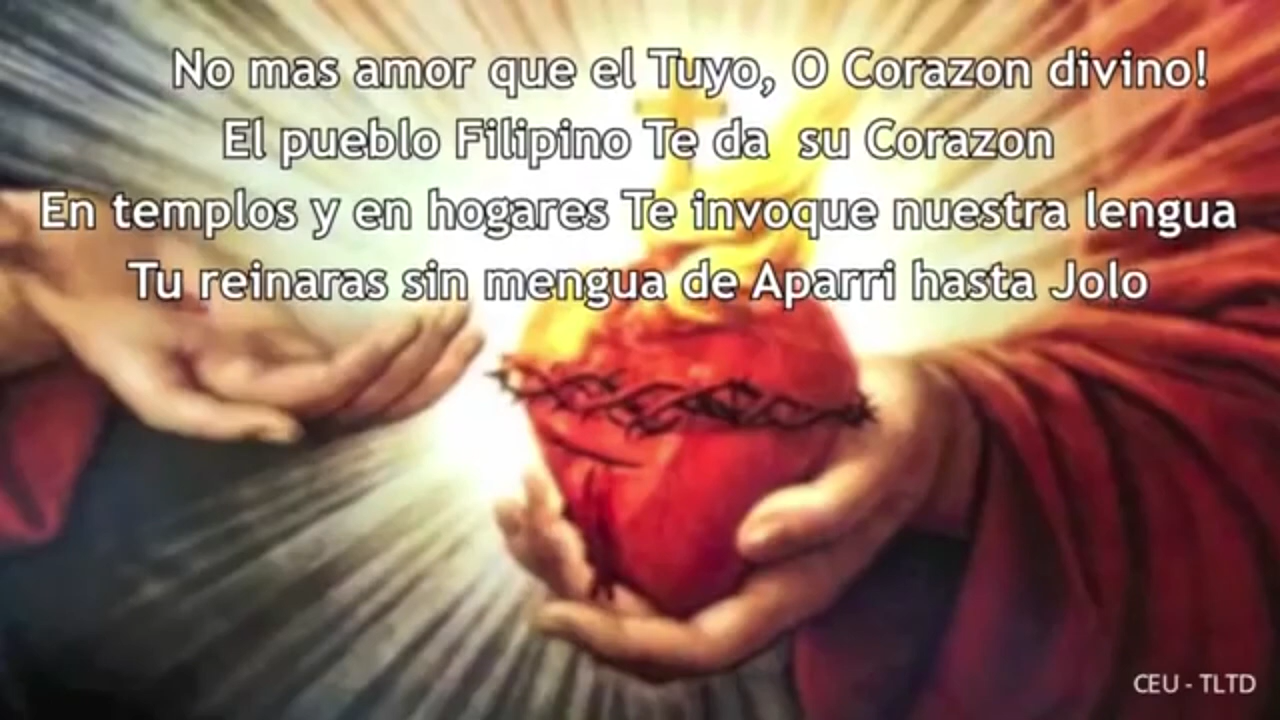 No mas amor que el Tuyo, O Corazon divino!
El pueblo Filipino Te da su Corazon
En templos y en hogares Te invoque nuestra lengua
Tu reinaras sin mengua de Aparri hasta Jolo
CEU - TLTD